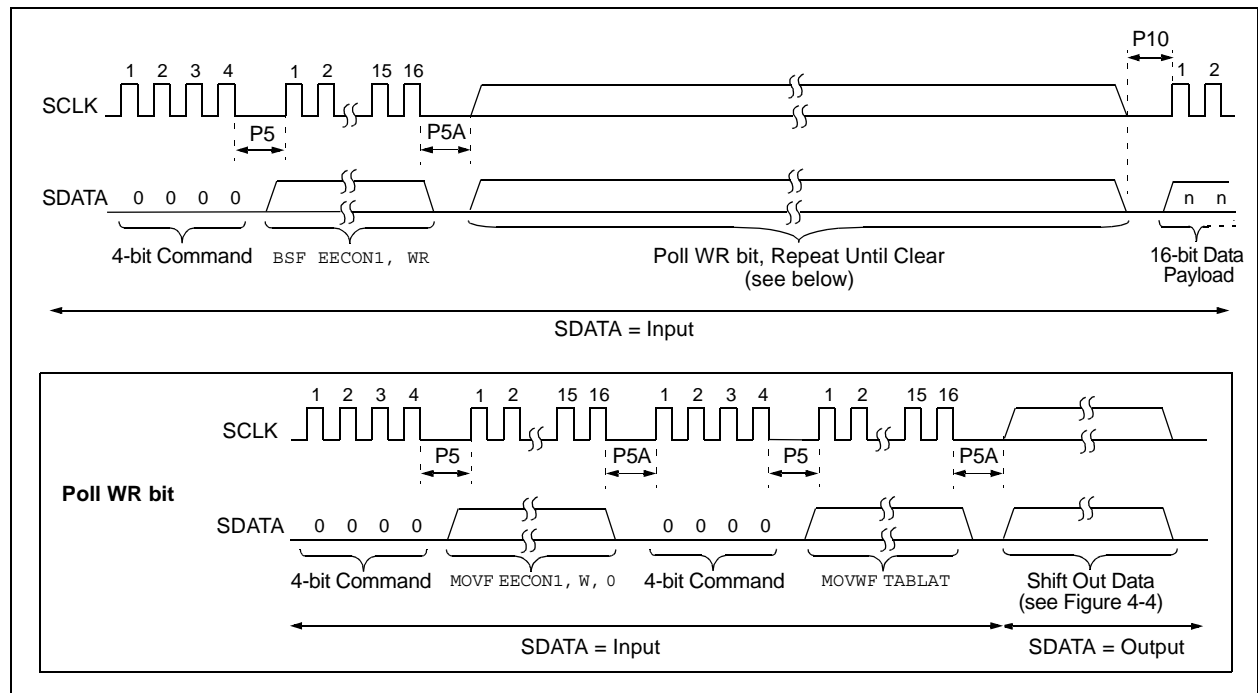 P10
1 2 3 4 1 2 15 16 1 2
SCLK
P5 P5A
SDATA 0 0 0 0 n n
4-bit Command BSF EECON1, WR Poll WR bit, Repeat Until Clear 16-bit Data
(see below) Payload
SDATA = Input
1 2 3 4 1 2 15 16 1 2 3 4 1 2 15 16
SCLK
P5 P5A P5 P5A
Poll WR bit
SDATA 0 0 0 0 0 0 0 0
4-bit Command MOVF EECON1, W, 0 4-bit Command MOVWF TABLAT Shift Out Data
(see Figure 4-4)
SDATA = Input SDATA = Output